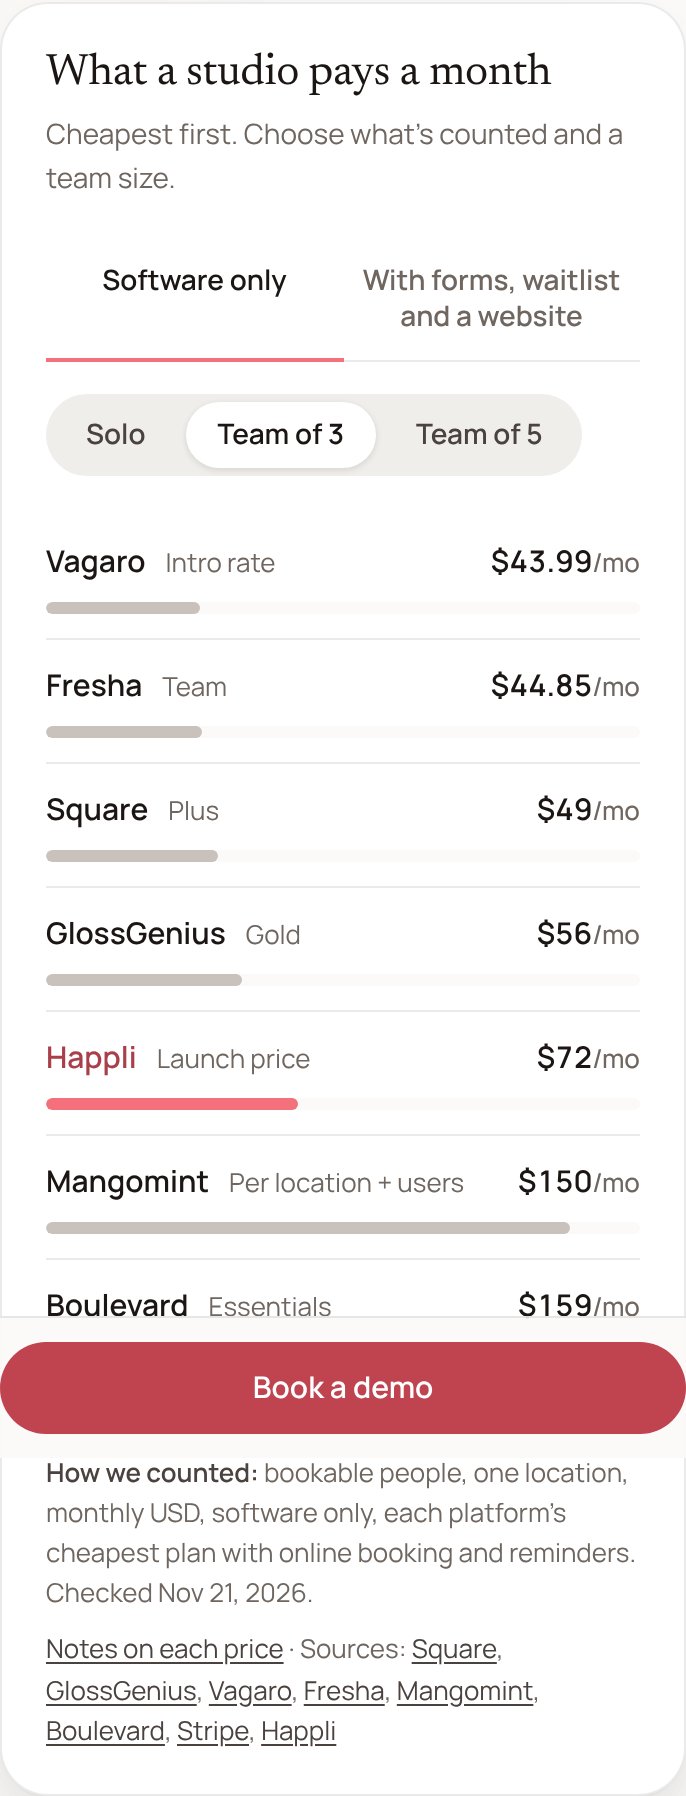 What a studio pays a month
Cheapest first. Choose what's counted and a
team size.
Software only
With forms, waitlist
and a website
Solo
Team of 3
Team of 5
Vagaro Intro rate $43.99/mo
Fresha Team $44.85/mo
Square Plus $49/mo
GlossGenius Gold $56/mo
Happli Launch price $72/mo
Mangomint Per location + users $150/mo
Boulevard Essentials $159/mo
Book a demo
How we counted: bookable people, one location,
monthly USD, software only, each platform's
cheapest plan with online booking and reminders.
Checked Nov 21, 2026.
Notes on each price · Sources: Square,
GlossGenius, Vagaro, Fresha, Mangomint,
Boulevard, Stripe, Happli